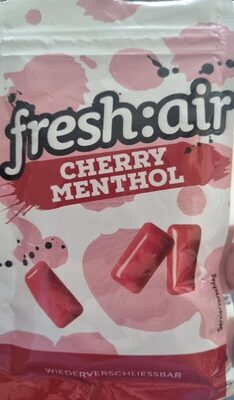 fresh:air
CHERRY
MENTHOL
Serviervorschlag
WIEDERVERSCHLIESSBAR